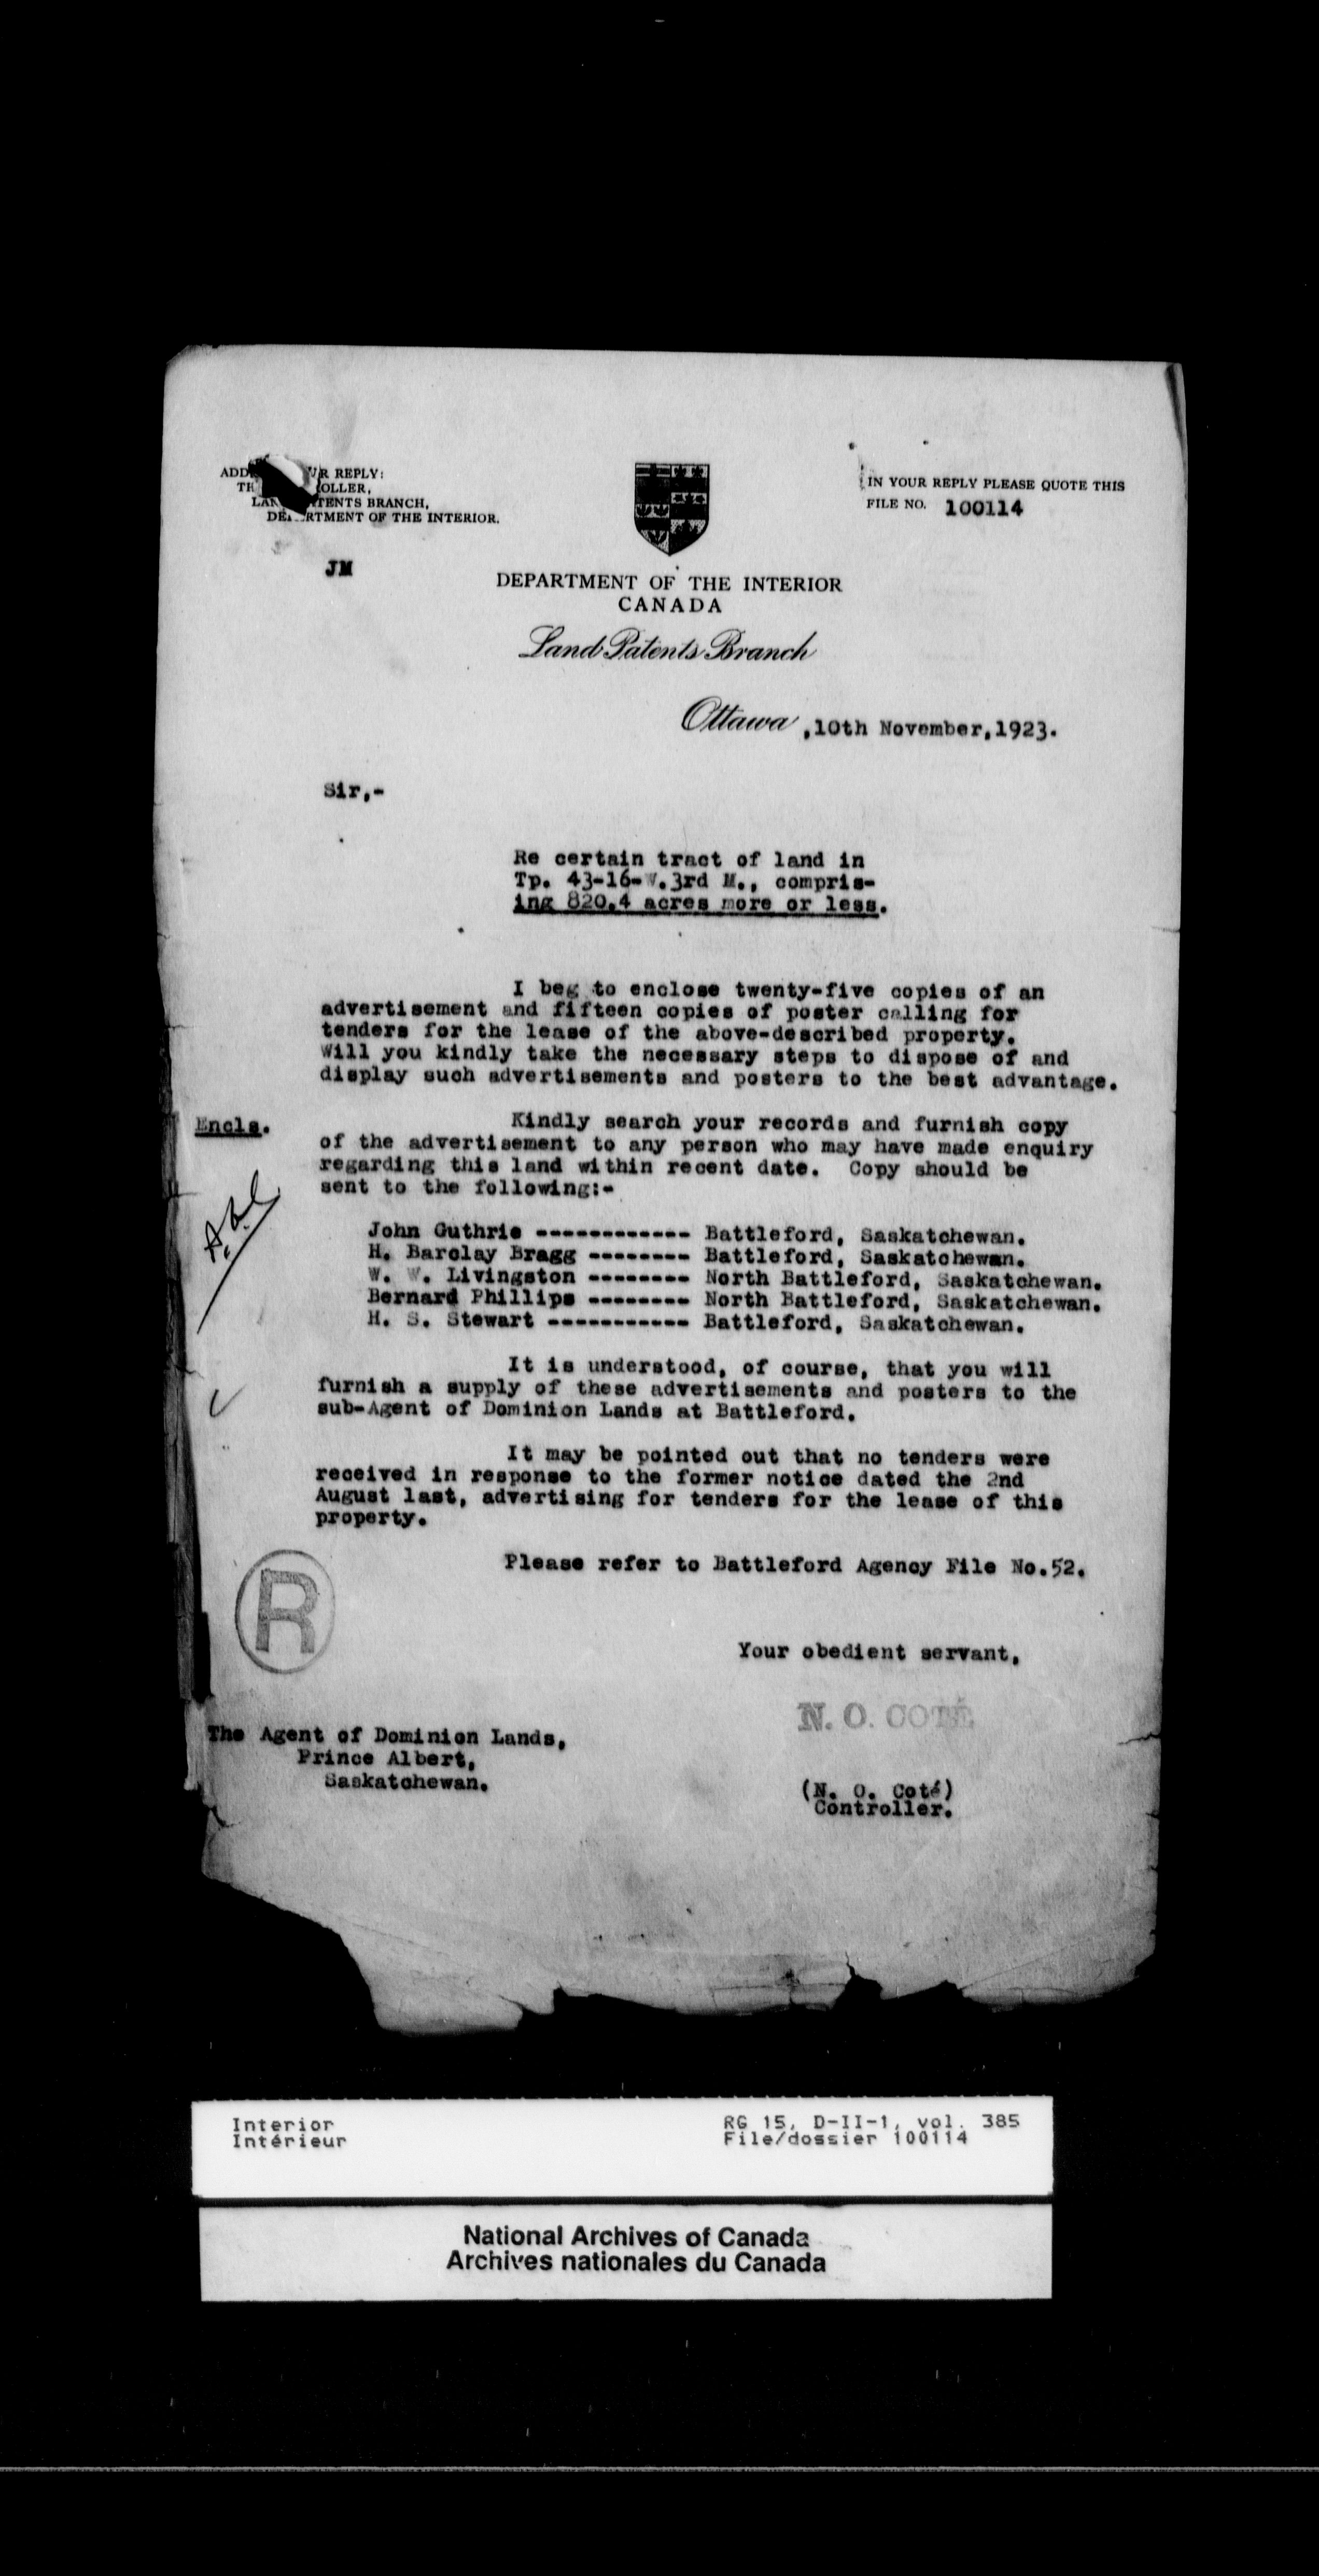 ADD R REPLY:
TH OLLER,
LAN TENTS BRANCH,
DE RTMENT OF THE INTERIOR.
IN YOUR REPLY PLEASE QUOTE THIS
FILE NO. 100114
JM
DEPARTMENT OF THE INTERIOR
CANADA
Land Patents Branch
Ottawa, 10th November, 1923.
Sir,-
Re certain tract of land in
Tp. 43-16-W.3rd M., compris-
ing 820.4 acres more or less.
I beg to enclose twenty-five copies of an
advertisement and fifteen copies of poster calling for
tenders for the lease of the above-described property.
Will you kindly take the necessary steps to dispose of and
display such advertisements and posters to the best advantage.
Encls.
Kindly search your records and furnish copy
of the advertisement to any person who may have made enquiry
regarding this land within recent date. Copy should be
sent to the following:-
John Guthrie ------------ Battleford, Saskatchewan.
H. Barclay Bragg -------- Battleford, Saskatchewan.
W. W. Livingston -------- North Battleford, Saskatchewan.
Bernard Phillips -------- North Battleford, Saskatchewan.
H. S. Stewart ----------- Battleford, Saskatchewan.
It is understood, of course, that you will
furnish a supply of these advertisements and posters to the
sub-Agent of Dominion Lands at Battleford.
It may be pointed out that no tenders were
received in response to the former notice dated the 2nd
August last, advertising for tenders for the lease of this
property.
Please refer to Battleford Agency File No.52.
R
Your obedient servant,
N. O. COTÉ
The Agent of Dominion Lands,
Prince Albert,
Saskatchewan.
(N. O. Coté)
Controller.
Interior
Intérieur
RG 15, D-II-1, vol. 385
File/dossier 100114
National Archives of Canada
Archives nationales du Canada